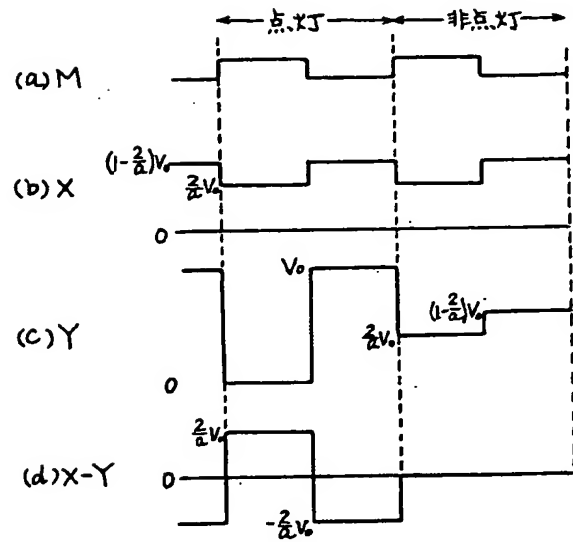 点灯 非点灯
(a) M
(1-2/a)V₀
(b) X
2/a V₀
0
V₀
(1-2/a)V₀
(c) Y
2/a V₀
0
2/a V₀
(d) X-Y 0
-2/a V₀